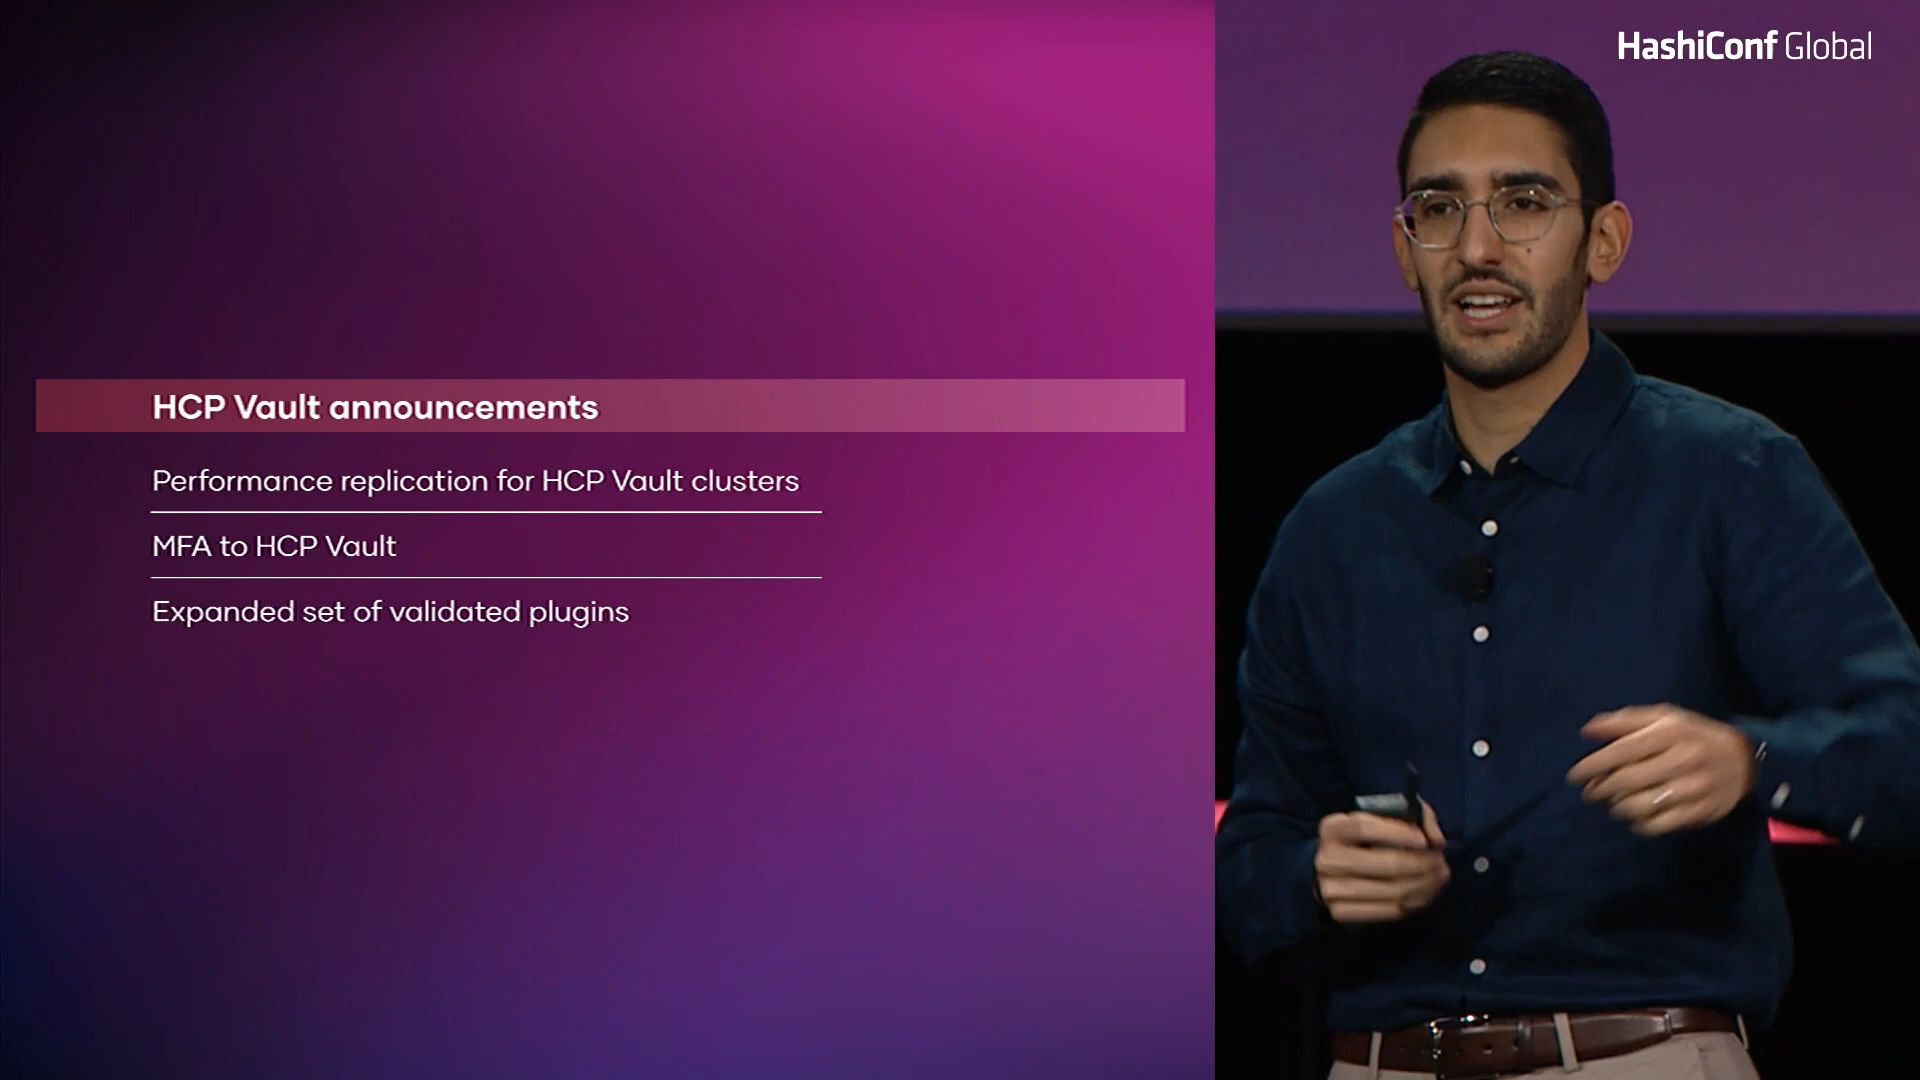 HashiConf Global
HCP Vault announcements
Performance replication for HCP Vault clusters
MFA to HCP Vault
Expanded set of validated plugins